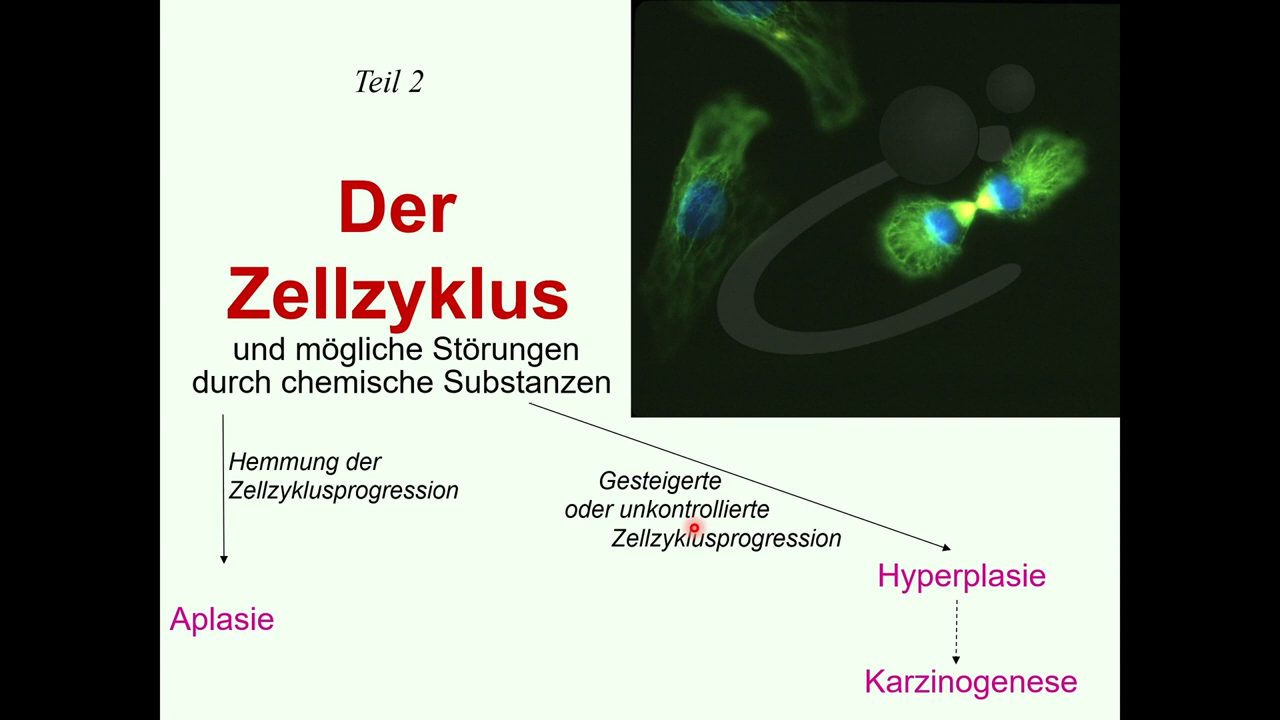 Teil 2
Der
Zellzyklus
und mögliche Störungen
durch chemische Substanzen
Hemmung der
Zellzyklusprogression
Gesteigerte
oder unkontrollierte
Zellzyklusprogression
Aplasie
Hyperplasie
Karzinogenese